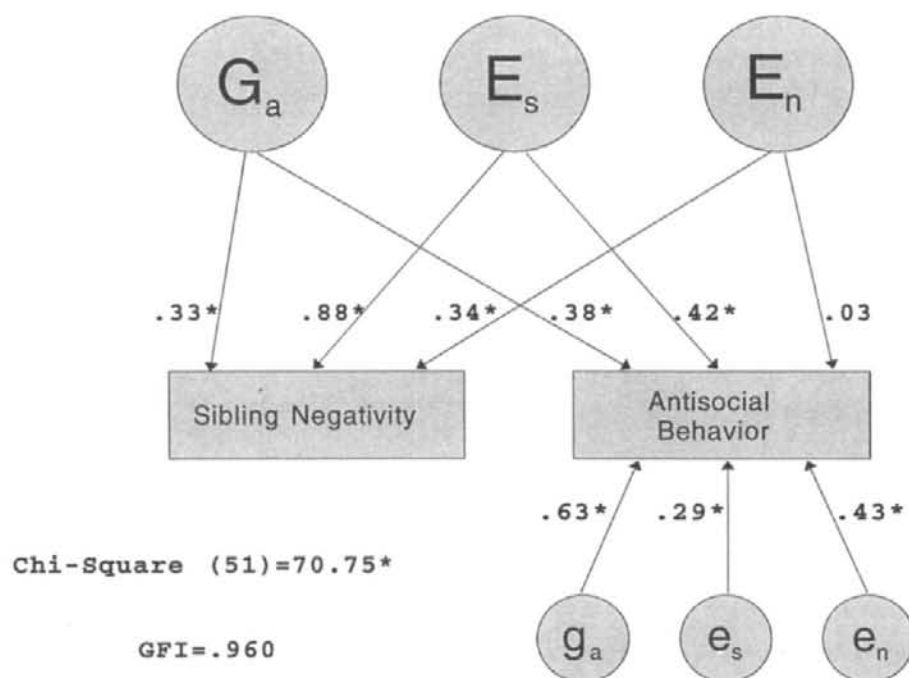 Ga Es En
.33* .88* .34* .38* .42* .03
Sibling Negativity
Antisocial
Behavior
.63* .29* .43*
Chi-Square (51)=70.75*
ga es en
GFI=.960